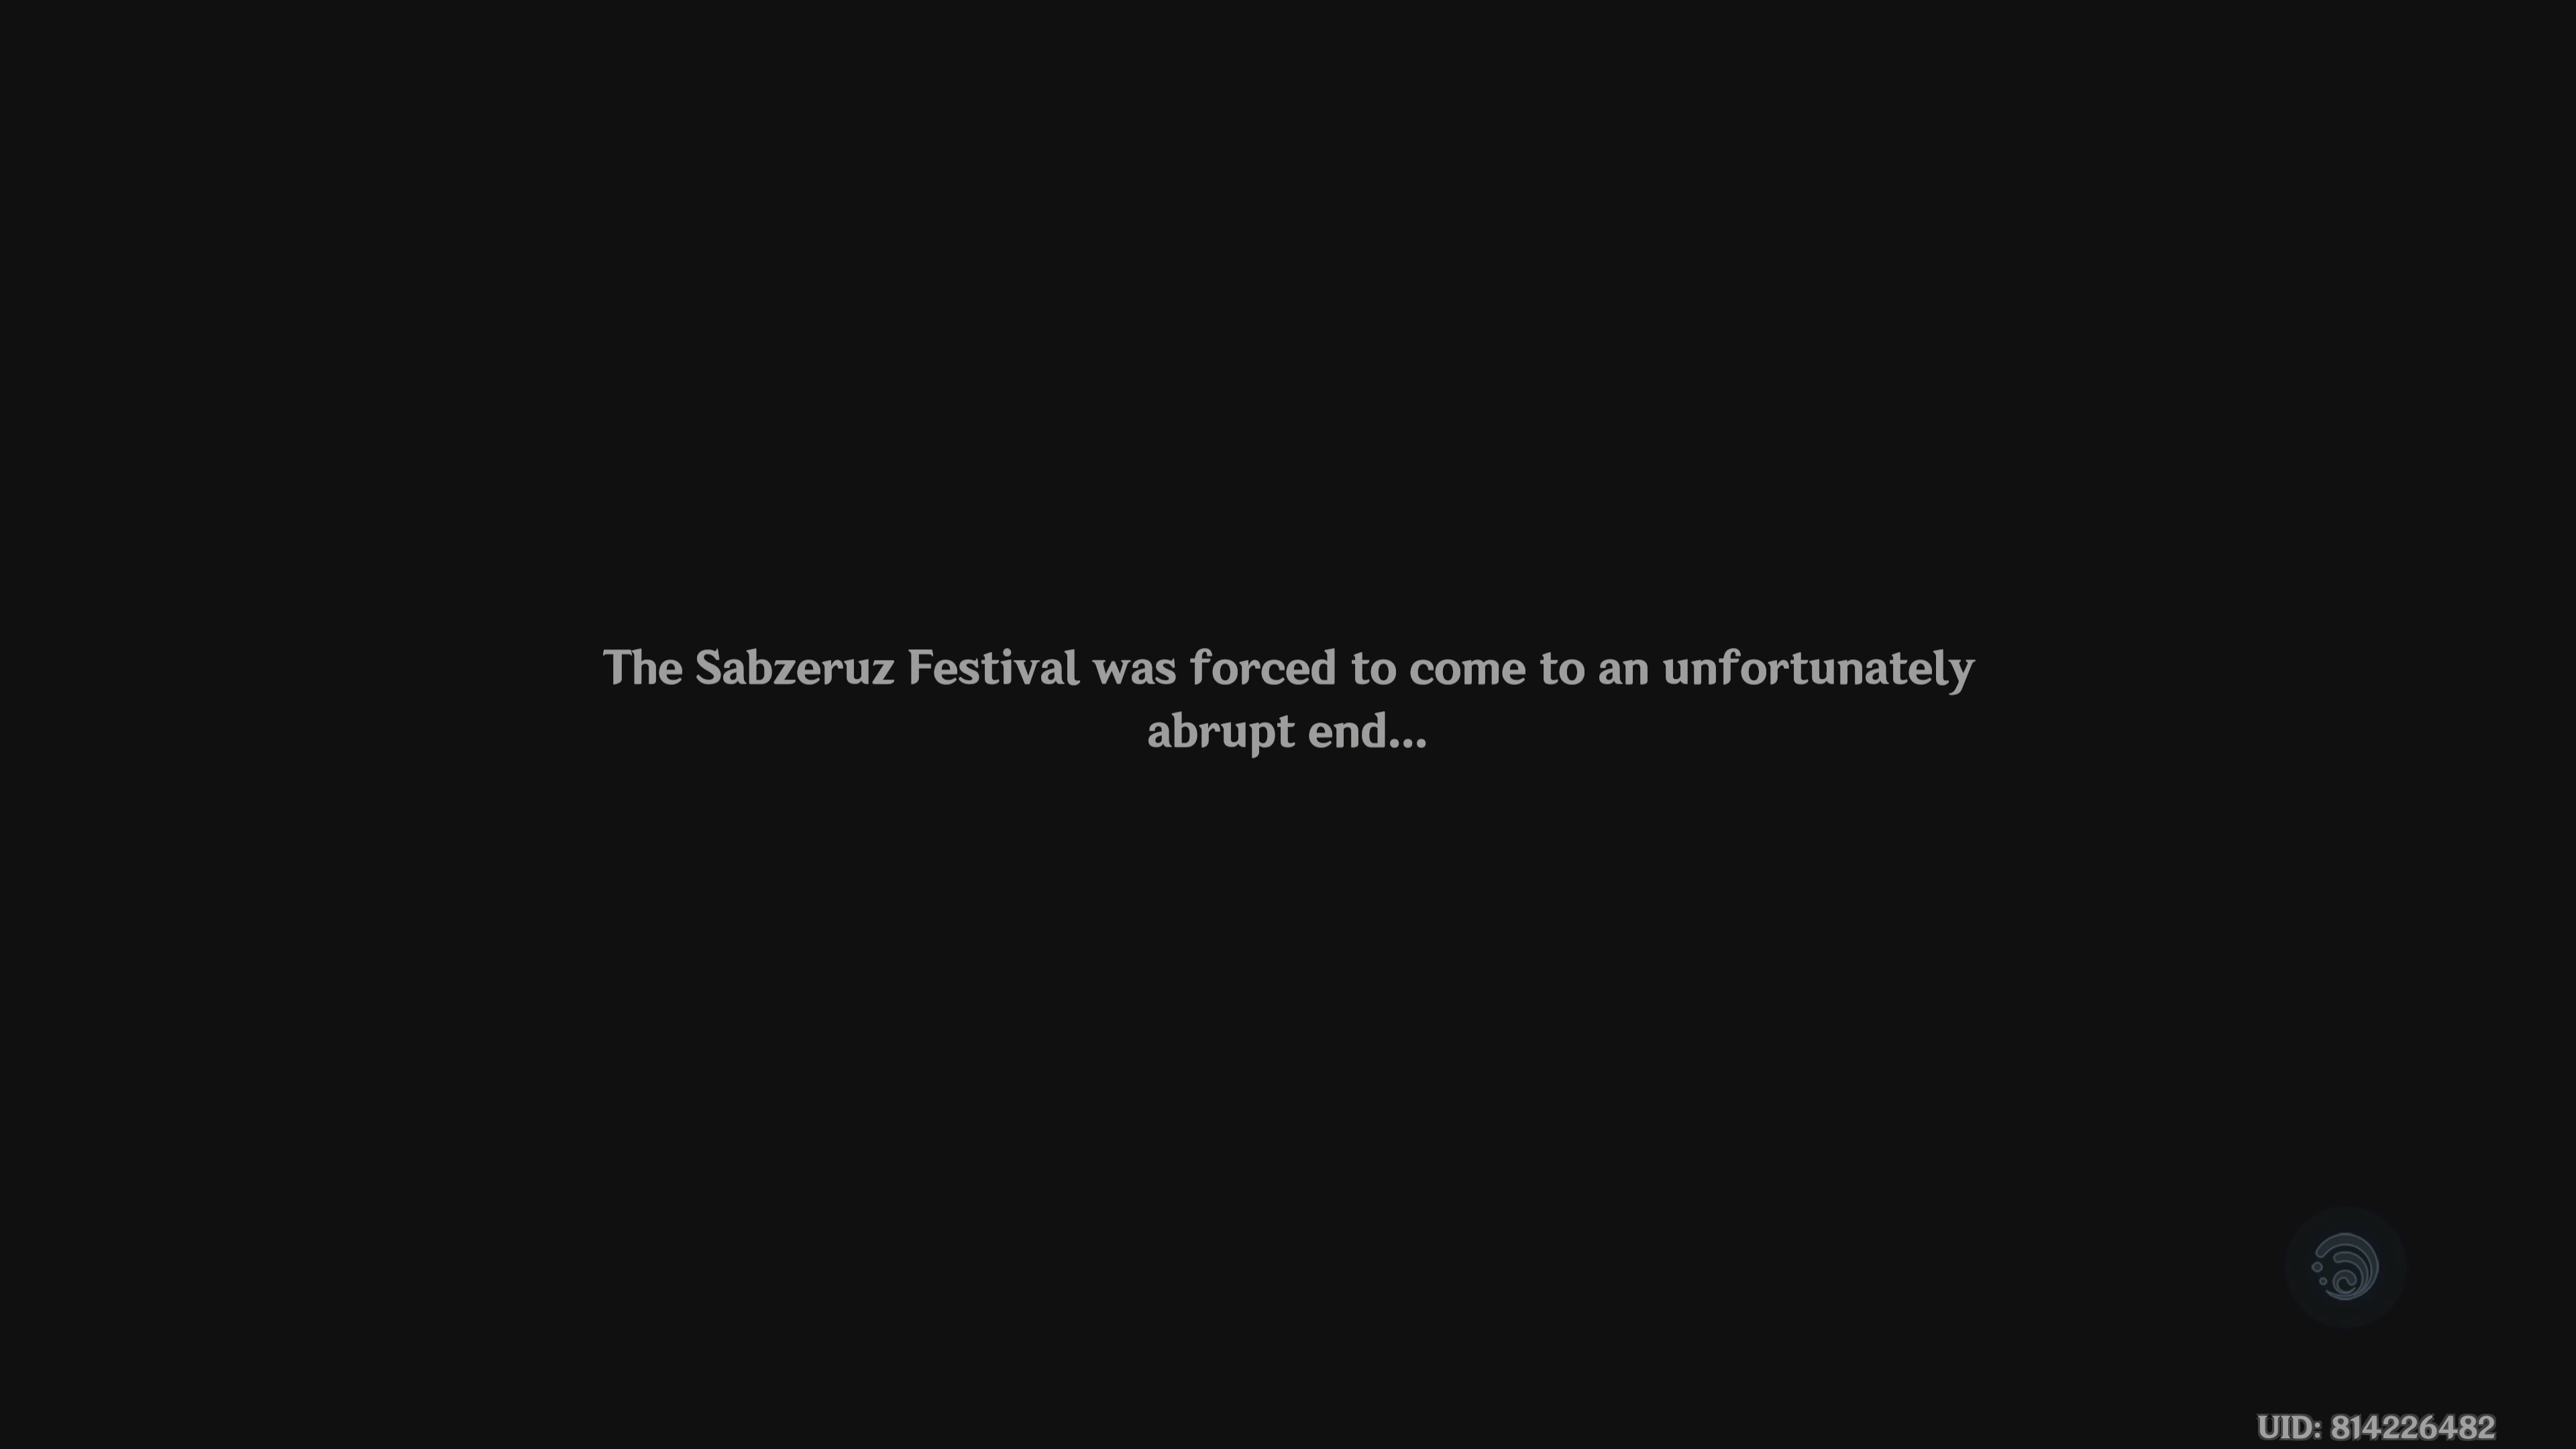 The Sabzeruz Festival was forced to come to an unfortunately
abrupt end...
UID: 814226482